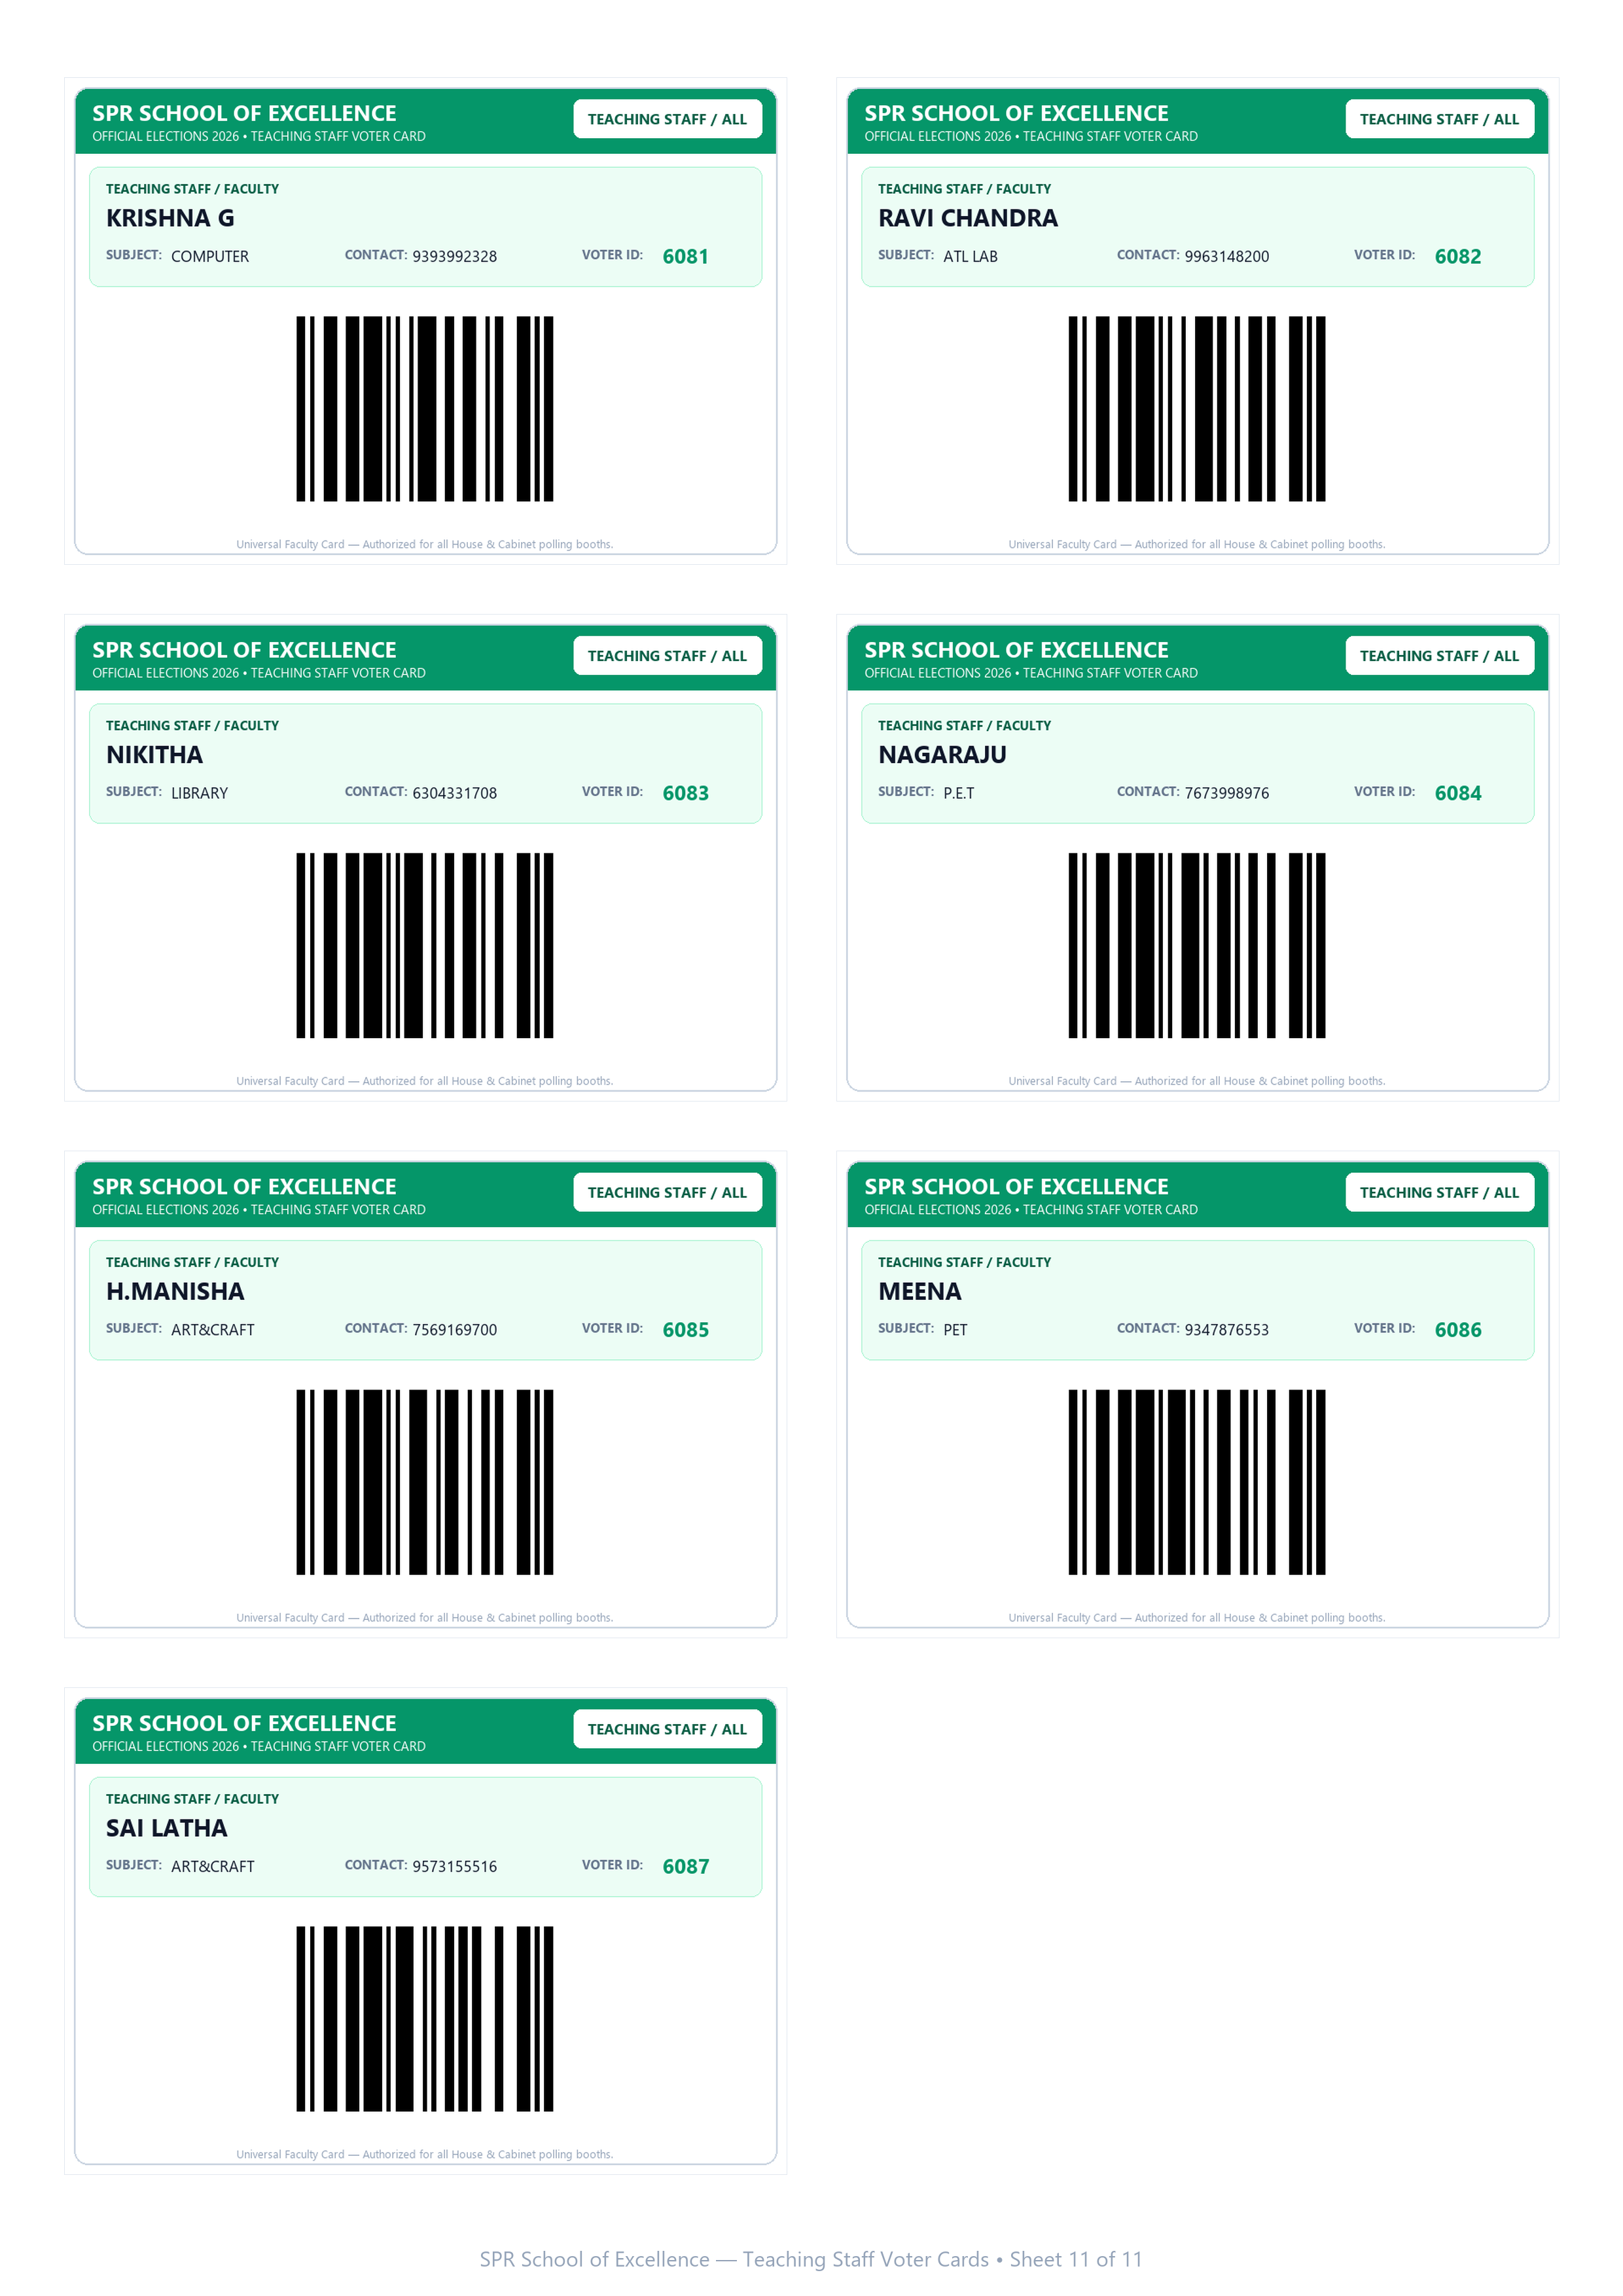 SPR SCHOOL OF EXCELLENCE
OFFICIAL ELECTIONS 2026 • TEACHING STAFF VOTER CARD
TEACHING STAFF / ALL
TEACHING STAFF / FACULTY
KRISHNA G
SUBJECT: COMPUTER CONTACT: 9393992328 VOTER ID: 6081
Universal Faculty Card — Authorized for all House & Cabinet polling booths.
SPR SCHOOL OF EXCELLENCE
OFFICIAL ELECTIONS 2026 • TEACHING STAFF VOTER CARD
TEACHING STAFF / ALL
TEACHING STAFF / FACULTY
RAVI CHANDRA
SUBJECT: ATL LAB CONTACT: 9963148200 VOTER ID: 6082
Universal Faculty Card — Authorized for all House & Cabinet polling booths.
SPR SCHOOL OF EXCELLENCE
OFFICIAL ELECTIONS 2026 • TEACHING STAFF VOTER CARD
TEACHING STAFF / ALL
TEACHING STAFF / FACULTY
NIKITHA
SUBJECT: LIBRARY CONTACT: 6304331708 VOTER ID: 6083
Universal Faculty Card — Authorized for all House & Cabinet polling booths.
SPR SCHOOL OF EXCELLENCE
OFFICIAL ELECTIONS 2026 • TEACHING STAFF VOTER CARD
TEACHING STAFF / ALL
TEACHING STAFF / FACULTY
NAGARAJU
SUBJECT: P.E.T CONTACT: 7673998976 VOTER ID: 6084
Universal Faculty Card — Authorized for all House & Cabinet polling booths.
SPR SCHOOL OF EXCELLENCE
OFFICIAL ELECTIONS 2026 • TEACHING STAFF VOTER CARD
TEACHING STAFF / ALL
TEACHING STAFF / FACULTY
H.MANISHA
SUBJECT: ART&CRAFT CONTACT: 7569169700 VOTER ID: 6085
Universal Faculty Card — Authorized for all House & Cabinet polling booths.
SPR SCHOOL OF EXCELLENCE
OFFICIAL ELECTIONS 2026 • TEACHING STAFF VOTER CARD
TEACHING STAFF / ALL
TEACHING STAFF / FACULTY
MEENA
SUBJECT: PET CONTACT: 9347876553 VOTER ID: 6086
Universal Faculty Card — Authorized for all House & Cabinet polling booths.
SPR SCHOOL OF EXCELLENCE
OFFICIAL ELECTIONS 2026 • TEACHING STAFF VOTER CARD
TEACHING STAFF / ALL
TEACHING STAFF / FACULTY
SAI LATHA
SUBJECT: ART&CRAFT CONTACT: 9573155516 VOTER ID: 6087
Universal Faculty Card — Authorized for all House & Cabinet polling booths.
SPR School of Excellence — Teaching Staff Voter Cards • Sheet 11 of 11